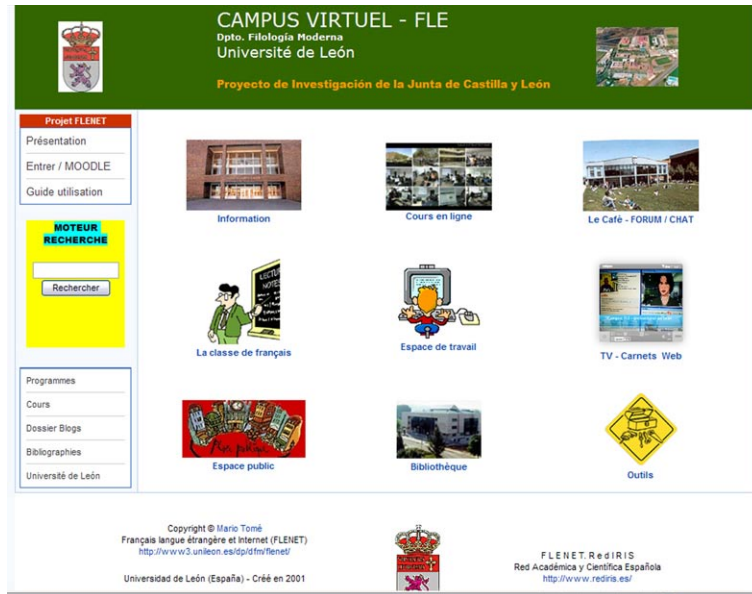 CAMPUS VIRTUEL - FLE
Dpto. Filología Moderna
Université de León
Proyecto de Investigación de la Junta de Castilla y León
Projet FLENET
Présentation
Entrer / MOODLE
Guide utilisation
MOTEUR
RECHERCHE
Rechercher
Programmes
Cours
Dossier Blogs
Bibliographies
Université de León
Information
Cours en ligne
Le Cafè - FORUM / CHAT
LECTURE
NOTES
La classe de français
Espace de travail
TV - Carnets Web
Espace public
Bibliothèque
Outils
Copyright © Mario Tomé
Français langue étrangère et Internet (FLENET)
http://www3.unileon.es/dp/dfm/flenet/
Universidad de León (España) - Créé en 2001
F L E N E T. R e d I R I S
Red Académica y Científica Española
http://www.rediris.es/